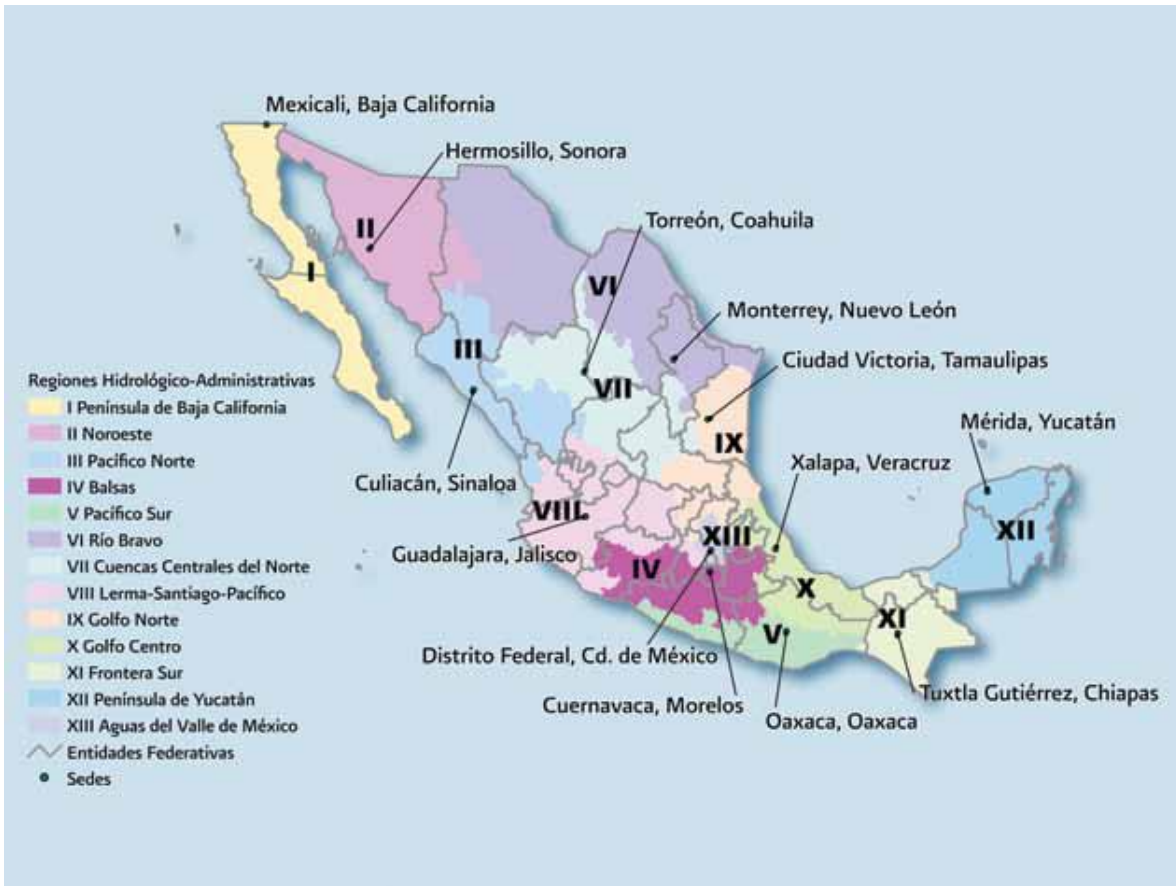 Mexicali, Baja California
Hermosillo, Sonora
Torreón, Coahuila
Monterrey, Nuevo León
Ciudad Victoria, Tamaulipas
Mérida, Yucatán
Xalapa, Veracruz
Culiacán, Sinaloa
Guadalajara, Jalisco
Distrito Federal, Cd. de México
Cuernavaca, Morelos
Oaxaca, Oaxaca
Tuxtla Gutiérrez, Chiapas
I
II
III
VI
VII
IX
VIII
XIII
IV
X
V
XI
XII
Regiones Hidrológico-Administrativas
I Península de Baja California
II Noroeste
III Pacífico Norte
IV Balsas
V Pacífico Sur
VI Río Bravo
VII Cuencas Centrales del Norte
VIII Lerma-Santiago-Pacífico
IX Golfo Norte
X Golfo Centro
XI Frontera Sur
XII Península de Yucatán
XIII Aguas del Valle de México
Entidades Federativas
Sedes